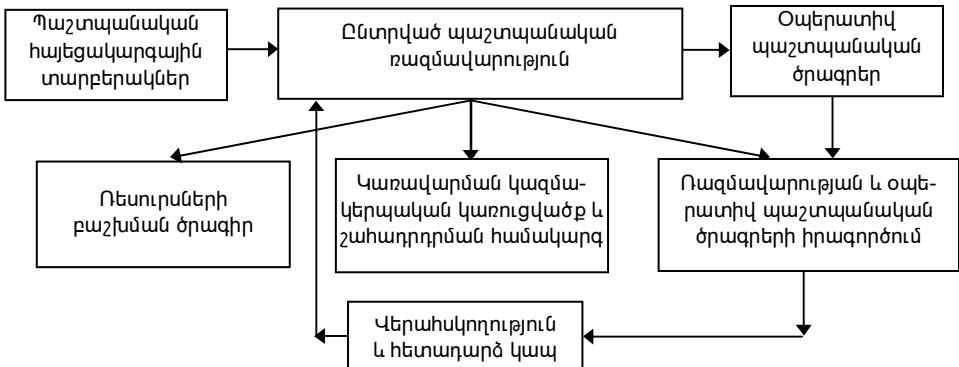 Պաշտպանական
հայեցակարգային
տարբերակներ
Ընտրված պաշտպանական
ռազմավարություն
Օպերատիվ
պաշտպանական
ծրագրեր
Ռեսուրսների
բաշխման ծրագիր
Կառավարման կազմա-
կերպական կառուցվածք և
շահադրդրման համակարգ
Ռազմավարության և օպե-
րատիվ պաշտպանական
ծրագրերի իրագործում
Վերահսկողություն
և հետադարձ կապ